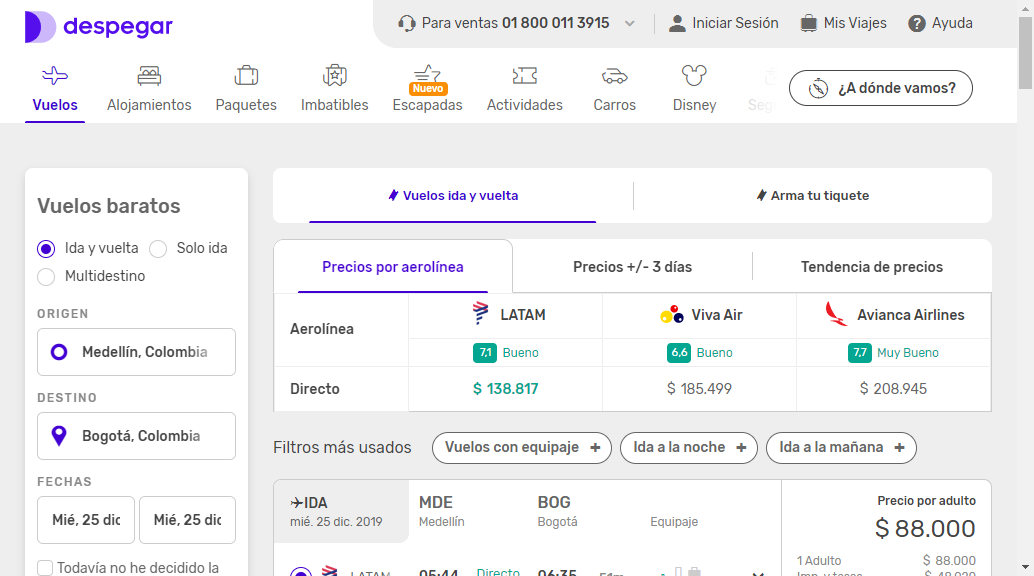 despegar
Para ventas 01 800 011 3915
Iniciar Sesión
Mis Viajes
Ayuda
Vuelos
Alojamientos
Paquetes
Imbatibles
Nuevo
Escapadas
Actividades
Carros
Disney
¿A dónde vamos?
Vuelos baratos
Ida y vuelta
Solo ida
Multidestino
ORIGEN
Medellín, Colombia
DESTINO
Bogotá, Colombia
FECHAS
Mié, 25 dic
Mié, 25 dic
Todavía no he decidido la
Vuelos ida y vuelta
Arma tu tiquete
Precios por aerolínea
Precios +/- 3 días
Tendencia de precios
Aerolínea
LATAM
Viva Air
Avianca Airlines
7,1 Bueno
6,6 Bueno
7,7 Muy Bueno
Directo
$ 138.817
$ 185.499
$ 208.945
Filtros más usados
Vuelos con equipaje +
Ida a la noche +
Ida a la mañana +
IDA
mié. 25 dic. 2019
MDE
Medellín
BOG
Bogotá
Equipaje
LATAM
05:44
Directo
06:35
51m
Precio por adulto
$ 88.000
1 Adulto
$ 88.000